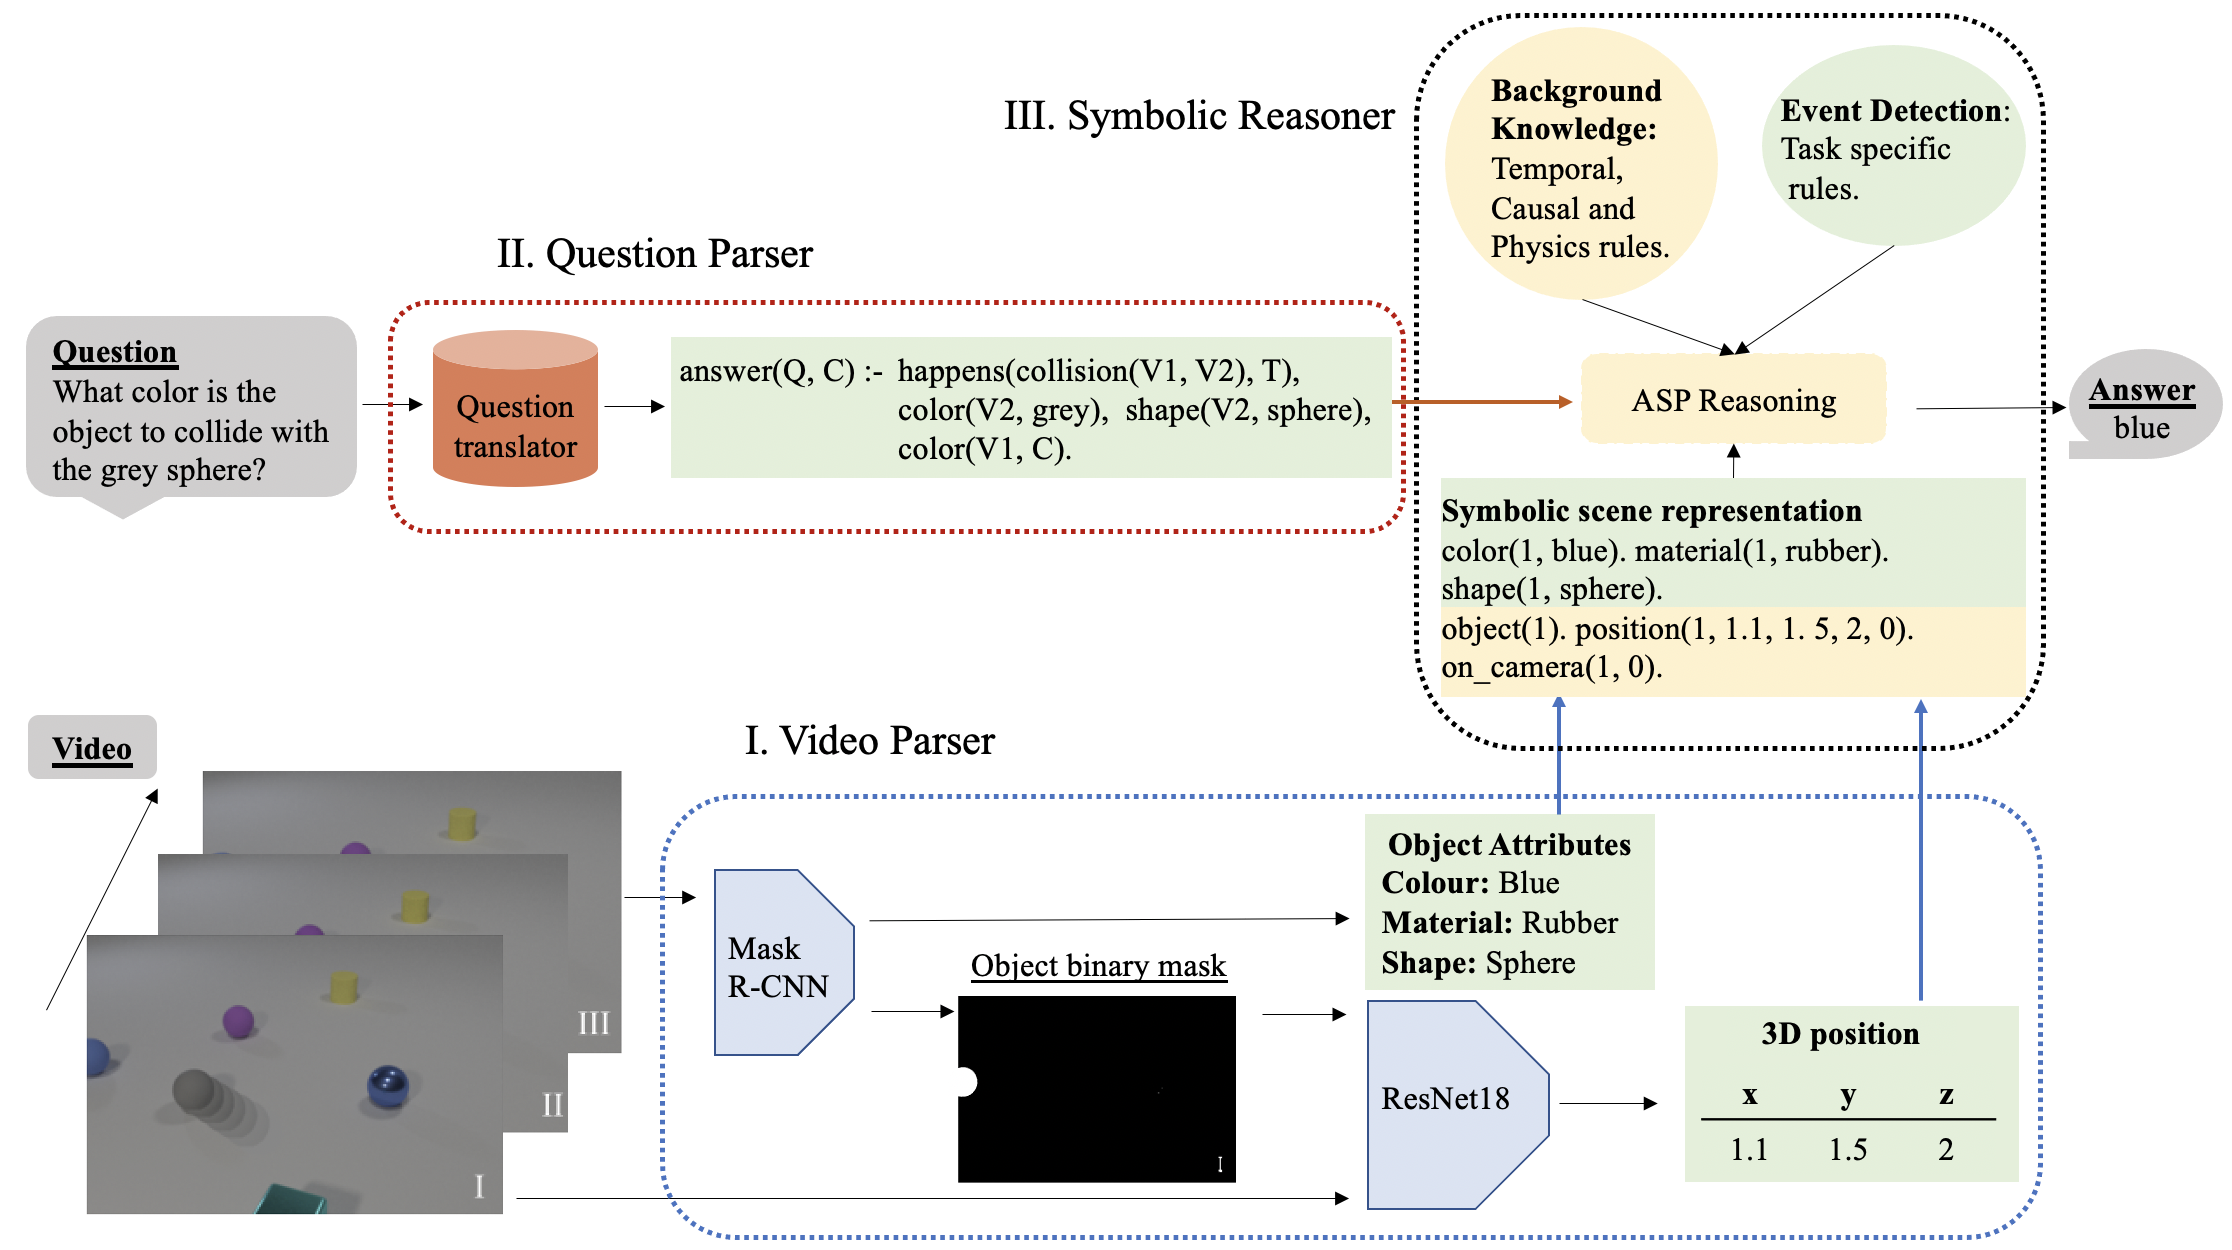 III. Symbolic Reasoner
Background
Knowledge:
Temporal,
Causal and
Physics rules.
Event Detection:
Task specific
rules.
II. Question Parser
Question
What color is the
object to collide with
the grey sphere?
Question
translator
answer(Q, C) :- happens(collision(V1, V2), T),
color(V2, grey), shape(V2, sphere),
color(V1, C).
ASP Reasoning
Answer
blue
Symbolic scene representation
color(1, blue). material(1, rubber).
shape(1, sphere).
object(1). position(1, 1.1, 1. 5, 2, 0).
on_camera(1, 0).
Video
I. Video Parser
III
II
I
Mask
R-CNN
Object binary mask
I
Object Attributes
Colour: Blue
Material: Rubber
Shape: Sphere
ResNet18
3D position
x y z
1.1 1.5 2